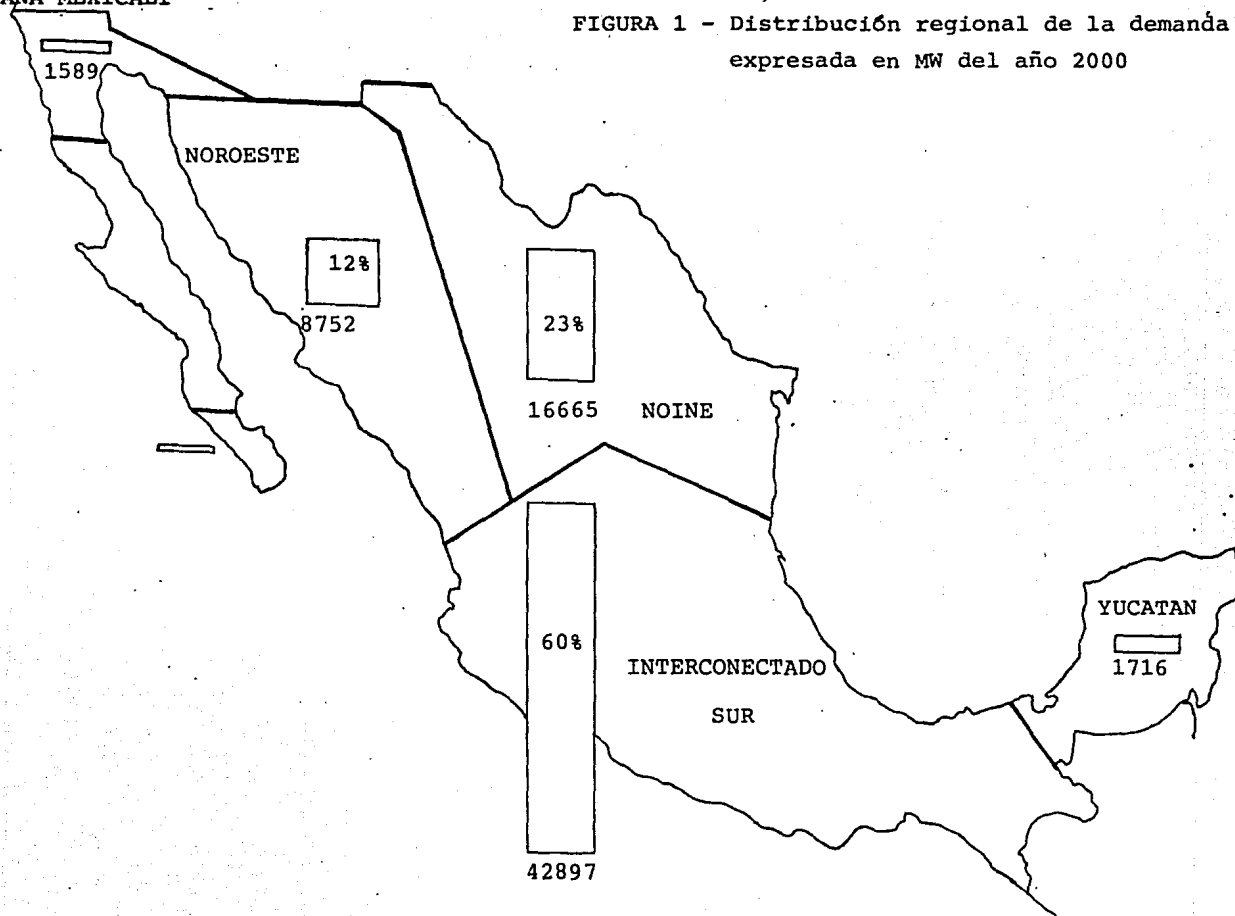 MEXICALI
FIGURA 1 - Distribución regional de la demanda
expresada en MW del año 2000
1589
NOROESTE
12%
8752
23%
16665 NOINE
60%
INTERCONECTADO
SUR
42897
YUCATAN
1716